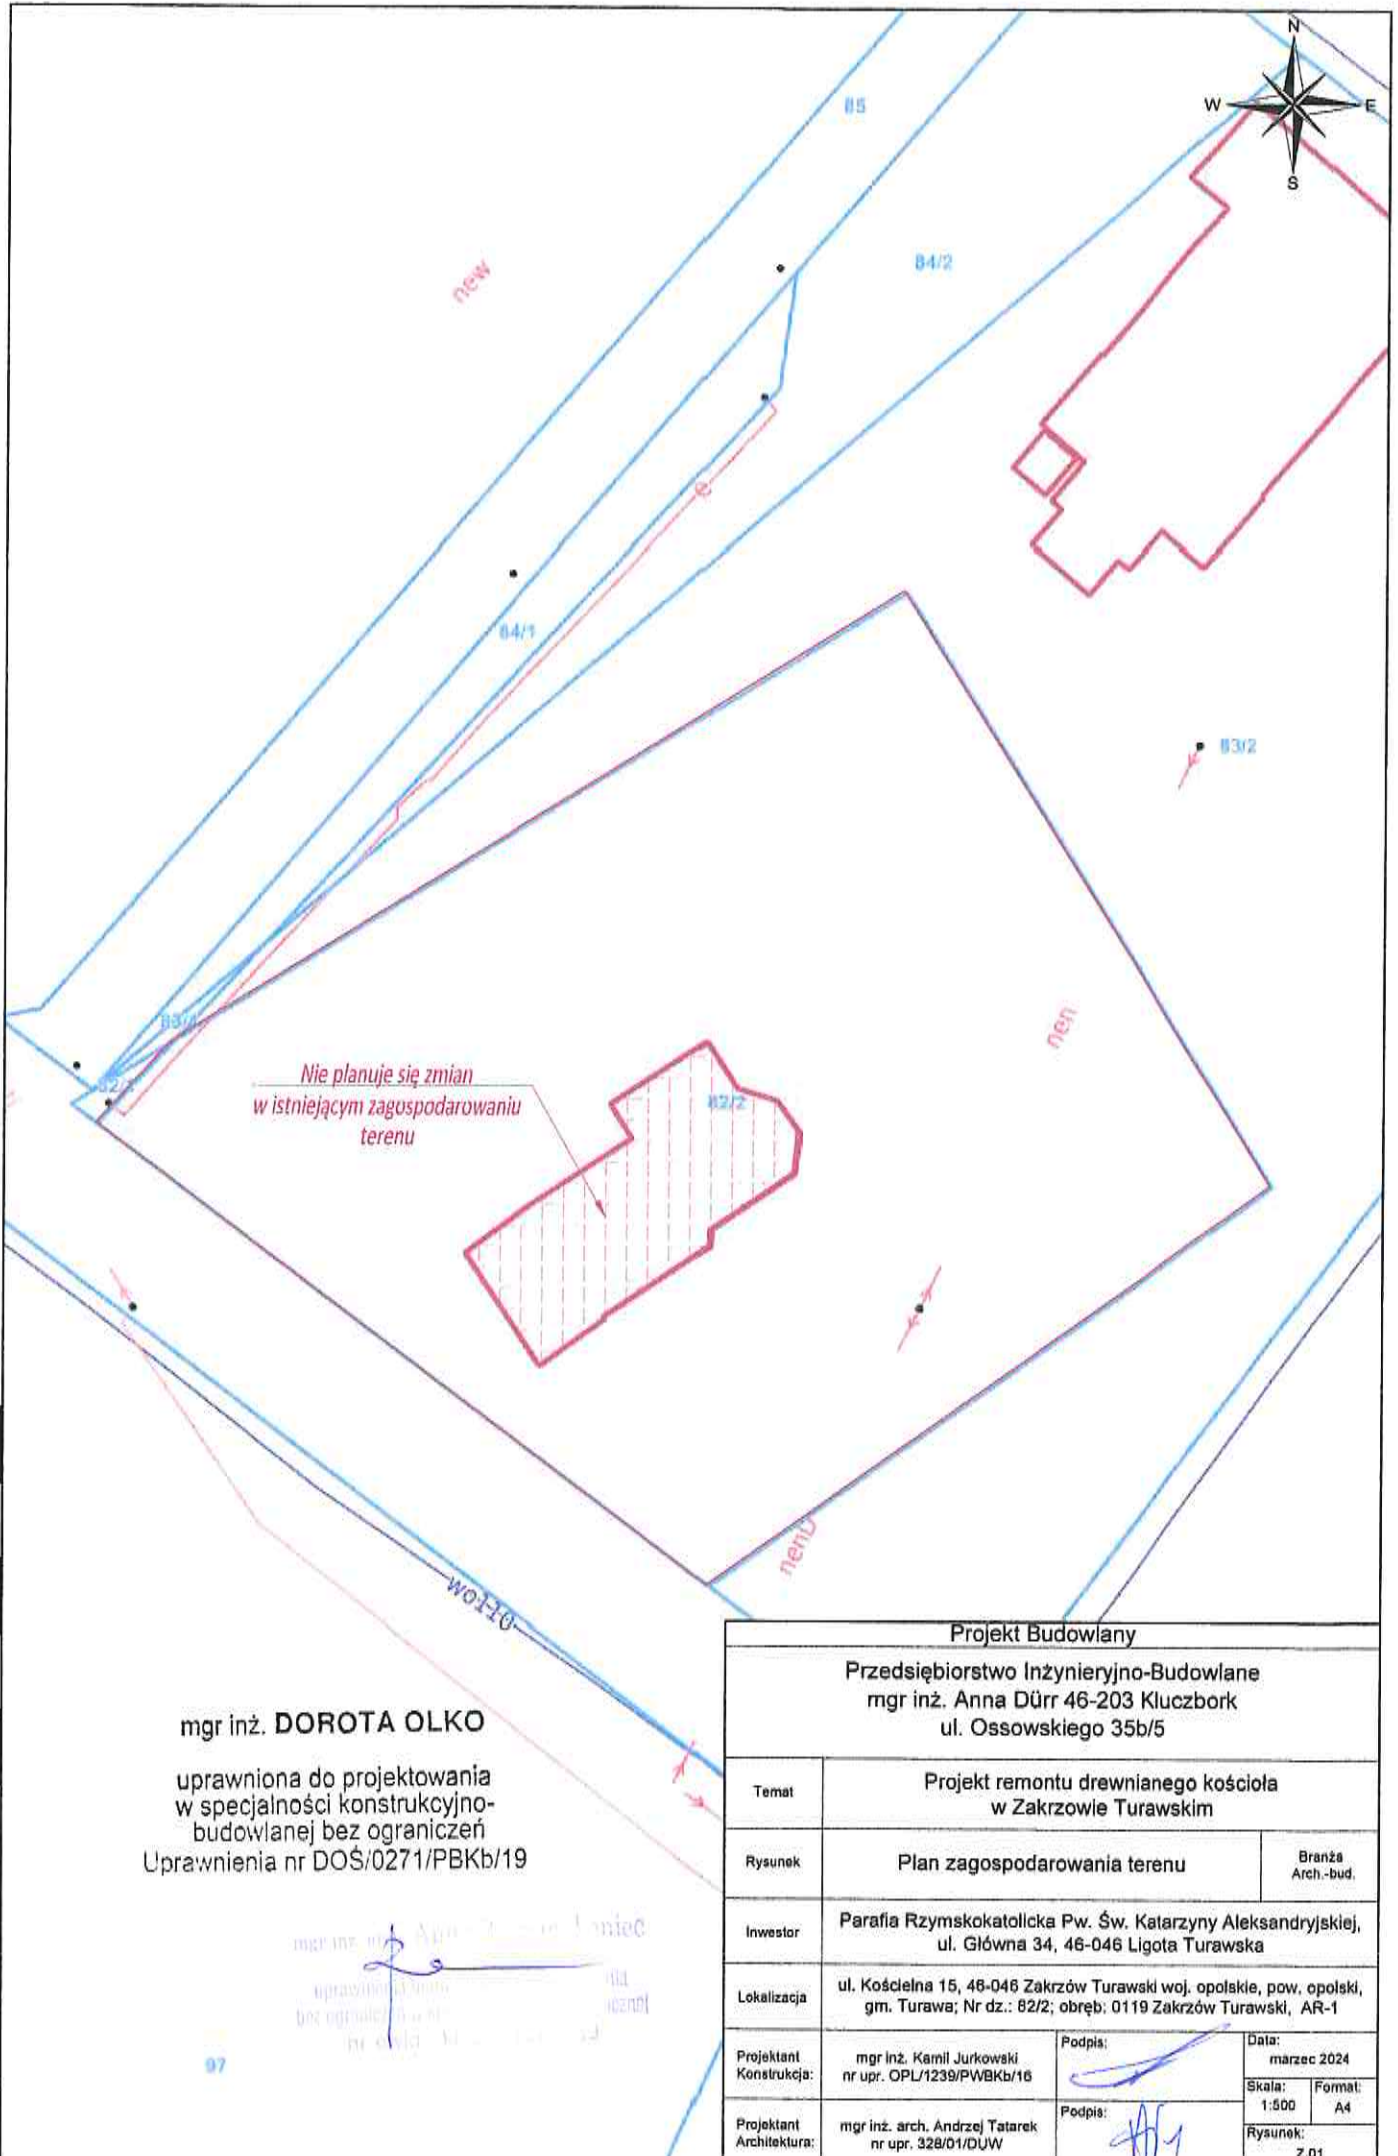 N
W
E
S
85
84/2
new
e
84/1
83/2
83/1
nen
Nie planuje się zmian
w istniejącym zagospodarowaniu
terenu
82/2
nenD
wo110
mgr inż. DOROTA OLKO
uprawniona do projektowania
w specjalności konstrukcyjno-
budowlanej bez ograniczeń
Uprawnienia nr DOŚ/0271/PBKb/19
mgr inż.
97
Projekt Budowlany
Przedsiębiorstwo Inżynieryjno-Budowlane
mgr inż. Anna Dürr 46-203 Kluczbork
ul. Ossowskiego 35b/5
Temat
Projekt remontu drewnianego kościoła
w Zakrzowie Turawskim
Rysunek
Plan zagospodarowania terenu
Branża
Arch.-bud.
Inwestor
Parafia Rzymskokatolicka Pw. Św. Katarzyny Aleksandryjskiej,
ul. Główna 34, 46-046 Ligota Turawska
Lokalizacja
ul. Kościelna 15, 46-046 Zakrzów Turawski woj. opolskie, pow. opolski,
gm. Turawa; Nr dz.: 82/2; obręb: 0119 Zakrzów Turawski, AR-1
Projektant
Konstrukcja:
mgr inż. Kamil Jurkowski
nr upr. OPL/1239/PWBKb/16
Podpis:
Data:
marzec 2024
Skala:
1:500
Format:
A4
Projektant
Architektura:
mgr inż. arch. Andrzej Tatarek
nr upr. 328/01/DUW
Podpis:
Rysunek:
Z.01